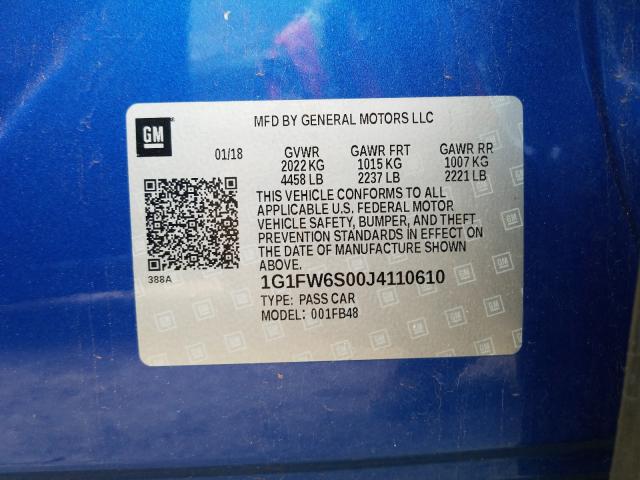 GM
MFD BY GENERAL MOTORS LLC
01/18 GVWR GAWR FRT GAWR RR
2022 KG 1015 KG 1007 KG
4458 LB 2237 LB 2221 LB
THIS VEHICLE CONFORMS TO ALL
APPLICABLE U.S. FEDERAL MOTOR
VEHICLE SAFETY, BUMPER, AND THEFT
PREVENTION STANDARDS IN EFFECT ON
THE DATE OF MANUFACTURE SHOWN
ABOVE.
388A
1G1FW6S00J4110610
TYPE: PASS CAR
MODEL: 001FB48